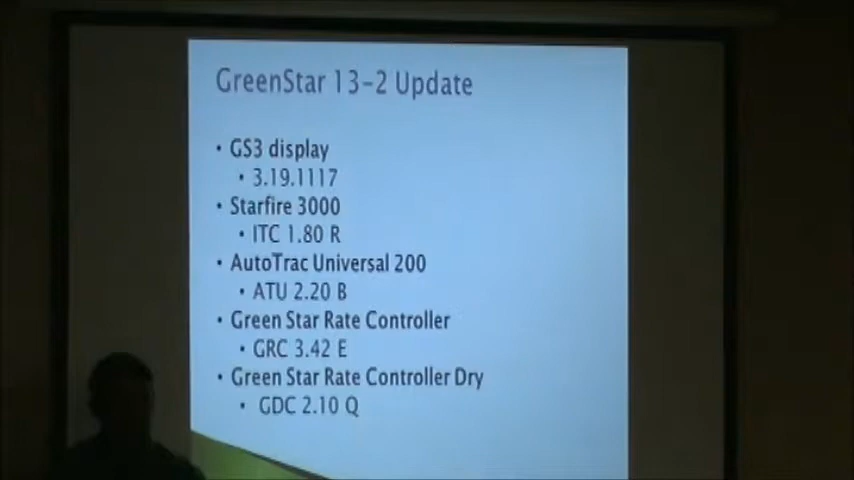 GreenStar 13-2 Update
• GS3 display
• 3.19.1117
• Starfire 3000
• ITC 1.80 R
• AutoTrac Universal 200
• ATU 2.20 B
• Green Star Rate Controller
• GRC 3.42 E
• Green Star Rate Controller Dry
• GDC 2.10 Q